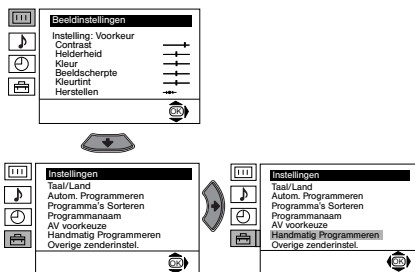 Beeldinstellingen
Instelling: Voorkeur
Contrast
Helderheid
Kleur
Beeldscherpte
Kleurtint
Herstellen
OK
Instellingen
Taal/Land
Autom. Programmeren
Programma's Sorteren
Programmanaam
AV voorkeuze
Handmatig Programmeren
Overige zenderinstel.
OK
Instellingen
Taal/Land
Autom. Programmeren
Programma's Sorteren
Programmanaam
AV voorkeuze
Handmatig Programmeren
Overige zenderinstel.
OK